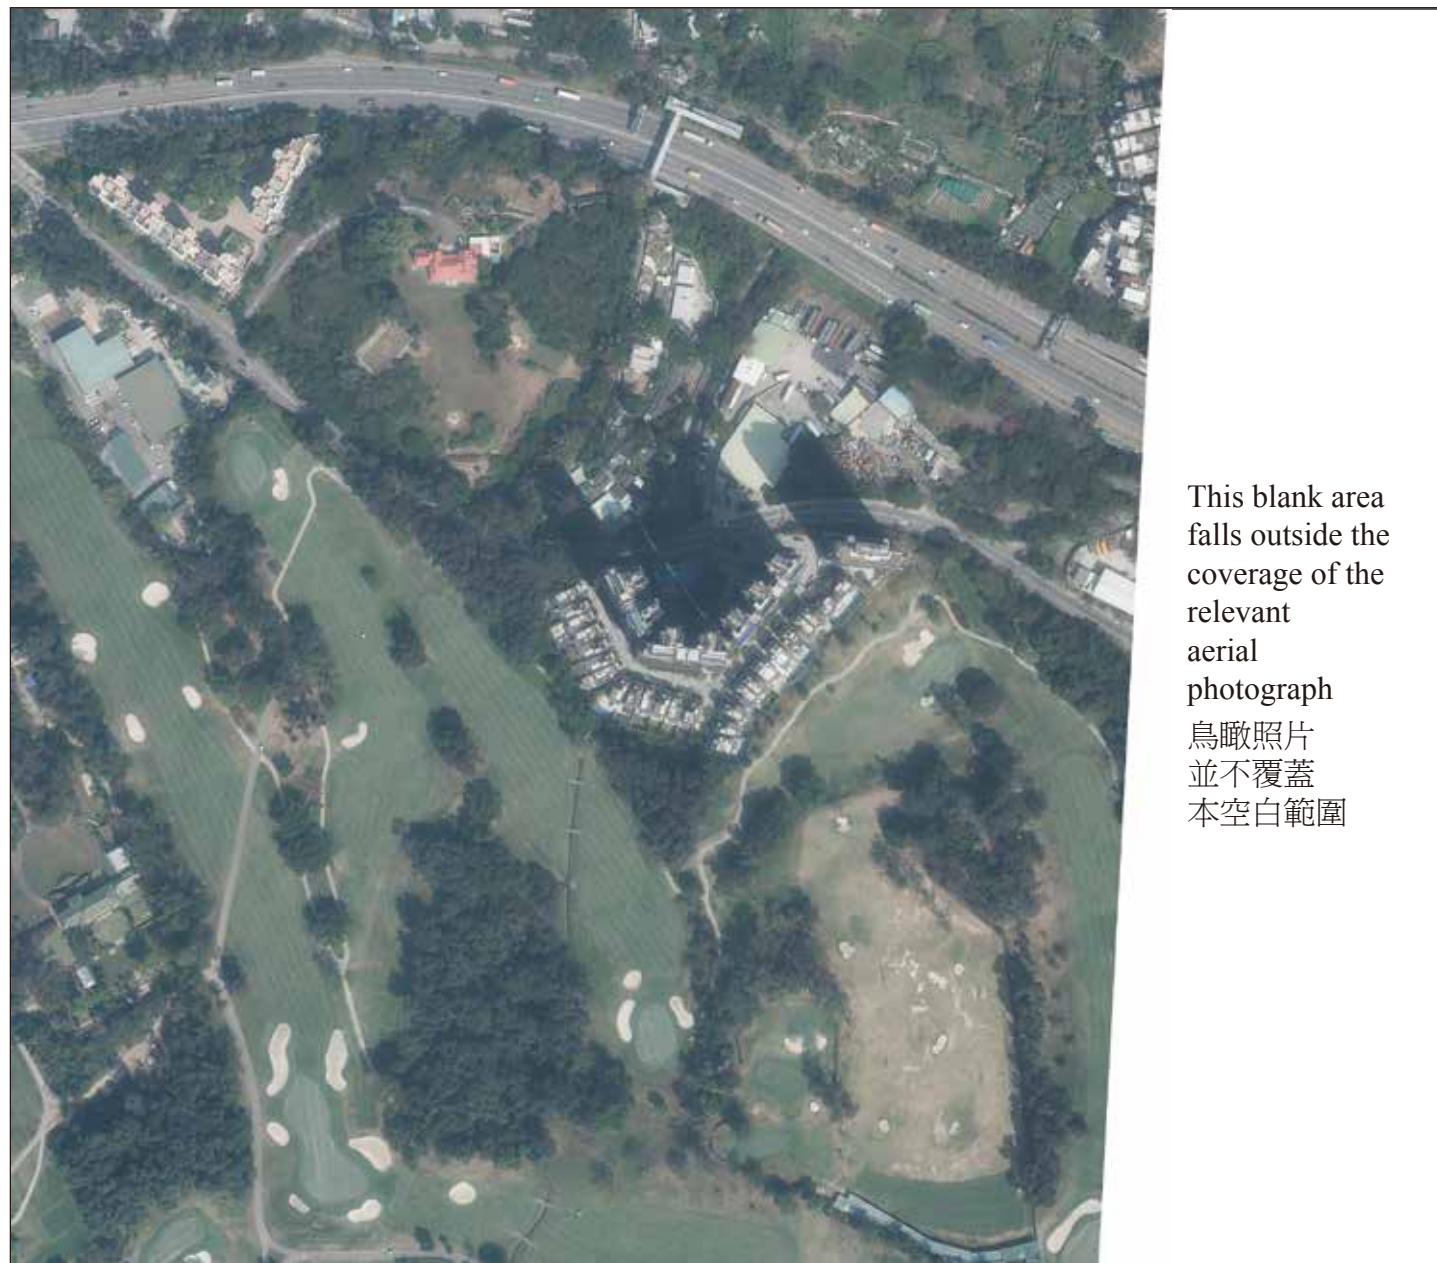 This blank area
falls outside the
coverage of the
relevant
aerial
photograph
鳥瞰照片
並不覆蓋
本空白範圍